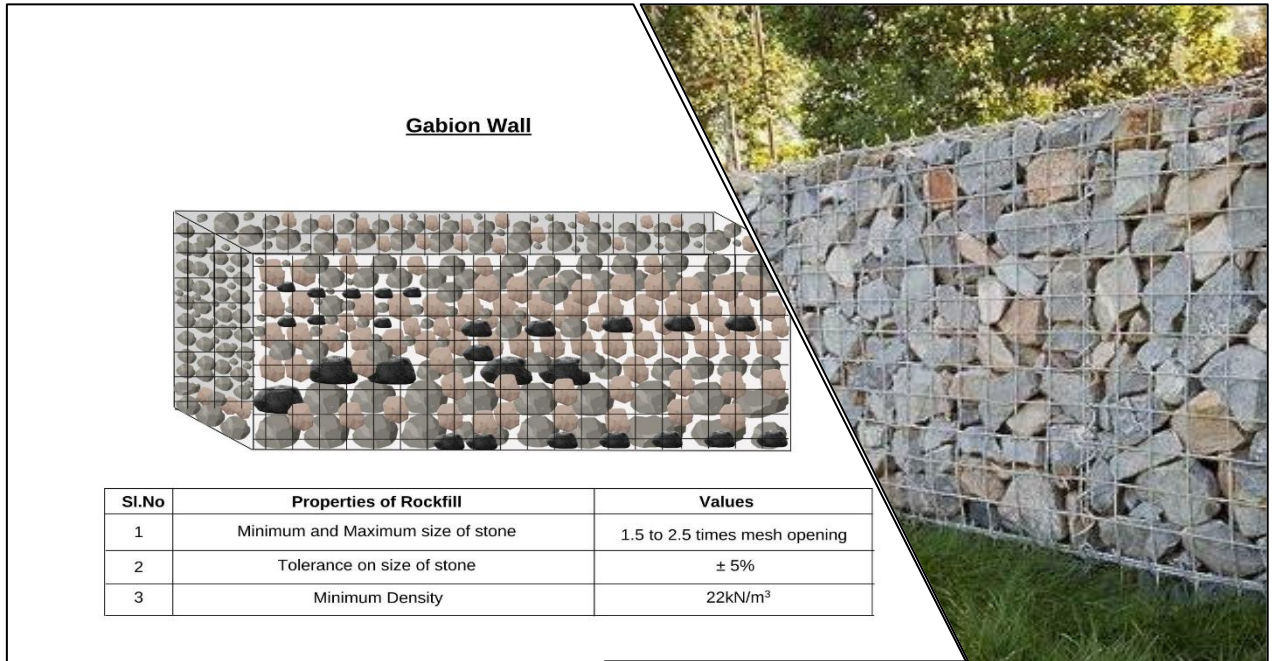 Gabion Wall
Sl.No Properties of Rockfill Values
1 Minimum and Maximum size of stone 1.5 to 2.5 times mesh opening
2 Tolerance on size of stone ± 5%
3 Minimum Density 22kN/m³